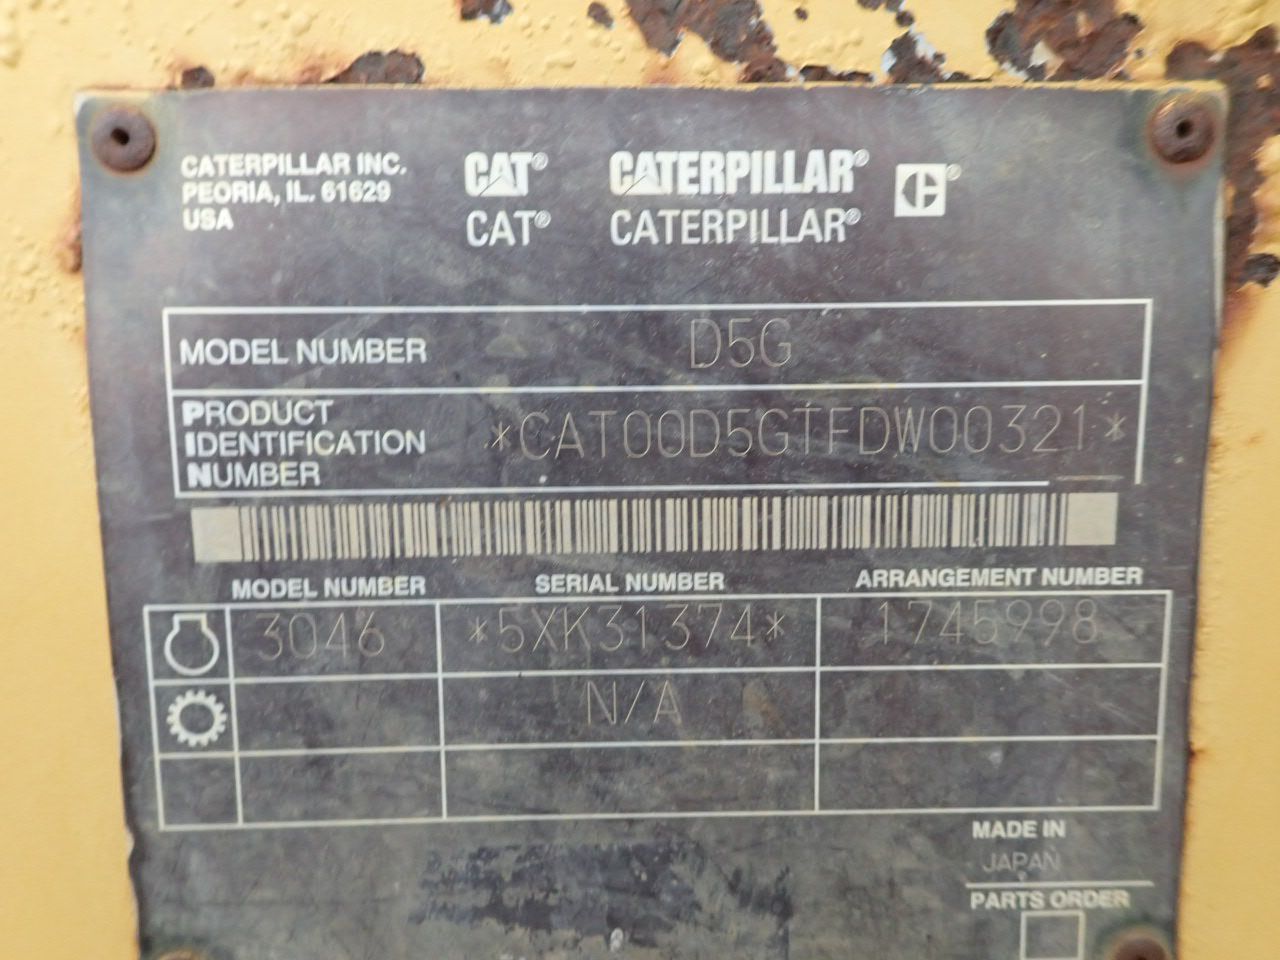 CATERPILLAR INC.
PEORIA, IL. 61629
USA
CAT® CATERPILLAR® C®
CAT® CATERPILLAR®
MODEL NUMBER D5G
PRODUCT
IDENTIFICATION
NUMBER
*CAT00D5GTFDW00321*
MODEL NUMBER SERIAL NUMBER ARRANGEMENT NUMBER
3046 *5XK31374* 1745998
N/A
MADE IN
JAPAN
PARTS ORDER